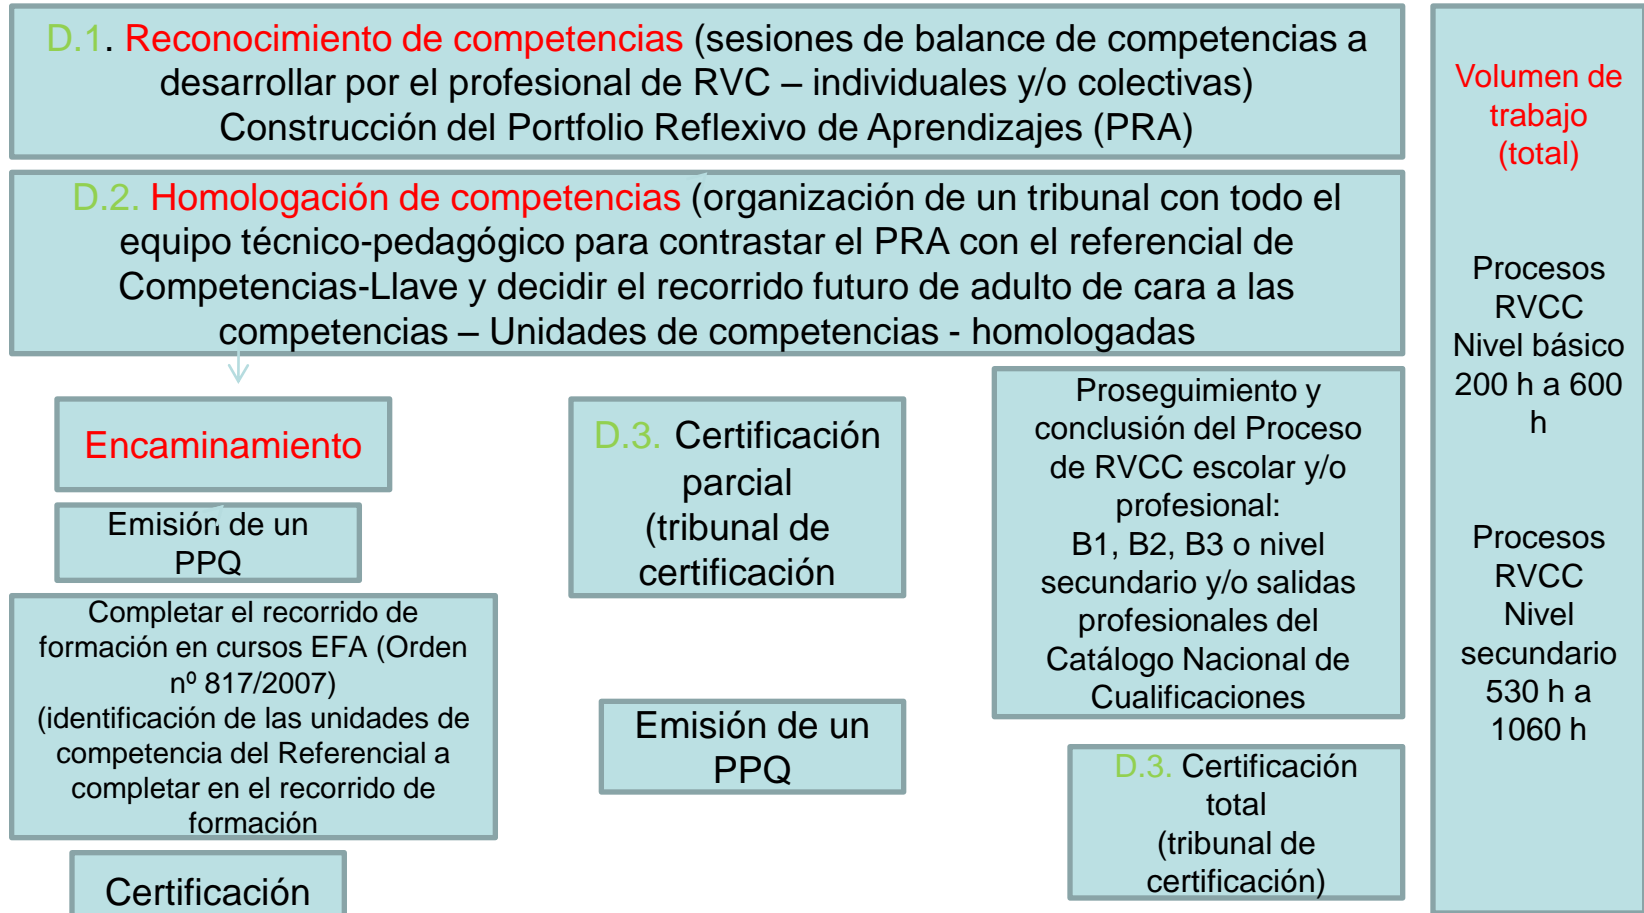 D.1. Reconocimiento de competencias (sesiones de balance de competencias a
desarrollar por el profesional de RVC – individuales y/o colectivas)
Construcción del Portfolio Reflexivo de Aprendizajes (PRA)
D.2. Homologación de competencias (organización de un tribunal con todo el
equipo técnico-pedagógico para contrastar el PRA con el referencial de
Competencias-Llave y decidir el recorrido futuro de adulto de cara a las
competencias – Unidades de competencias - homologadas
Encaminamiento
Emisión de un
PPQ
Completar el recorrido de
formación en cursos EFA (Orden
nº 817/2007)
(identificación de las unidades de
competencia del Referencial a
completar en el recorrido de
formación
Certificación
D.3. Certificación
parcial
(tribunal de
certificación
Emisión de un
PPQ
Proseguimiento y
conclusión del Proceso
de RVCC escolar y/o
profesional:
B1, B2, B3 o nivel
secundario y/o salidas
profesionales del
Catálogo Nacional de
Cualificaciones
D.3. Certificación
total
(tribunal de
certificación)
Volumen de
trabajo
(total)
Procesos
RVCC
Nivel básico
200 h a 600
h
Procesos
RVCC
Nivel
secundario
530 h a
1060 h